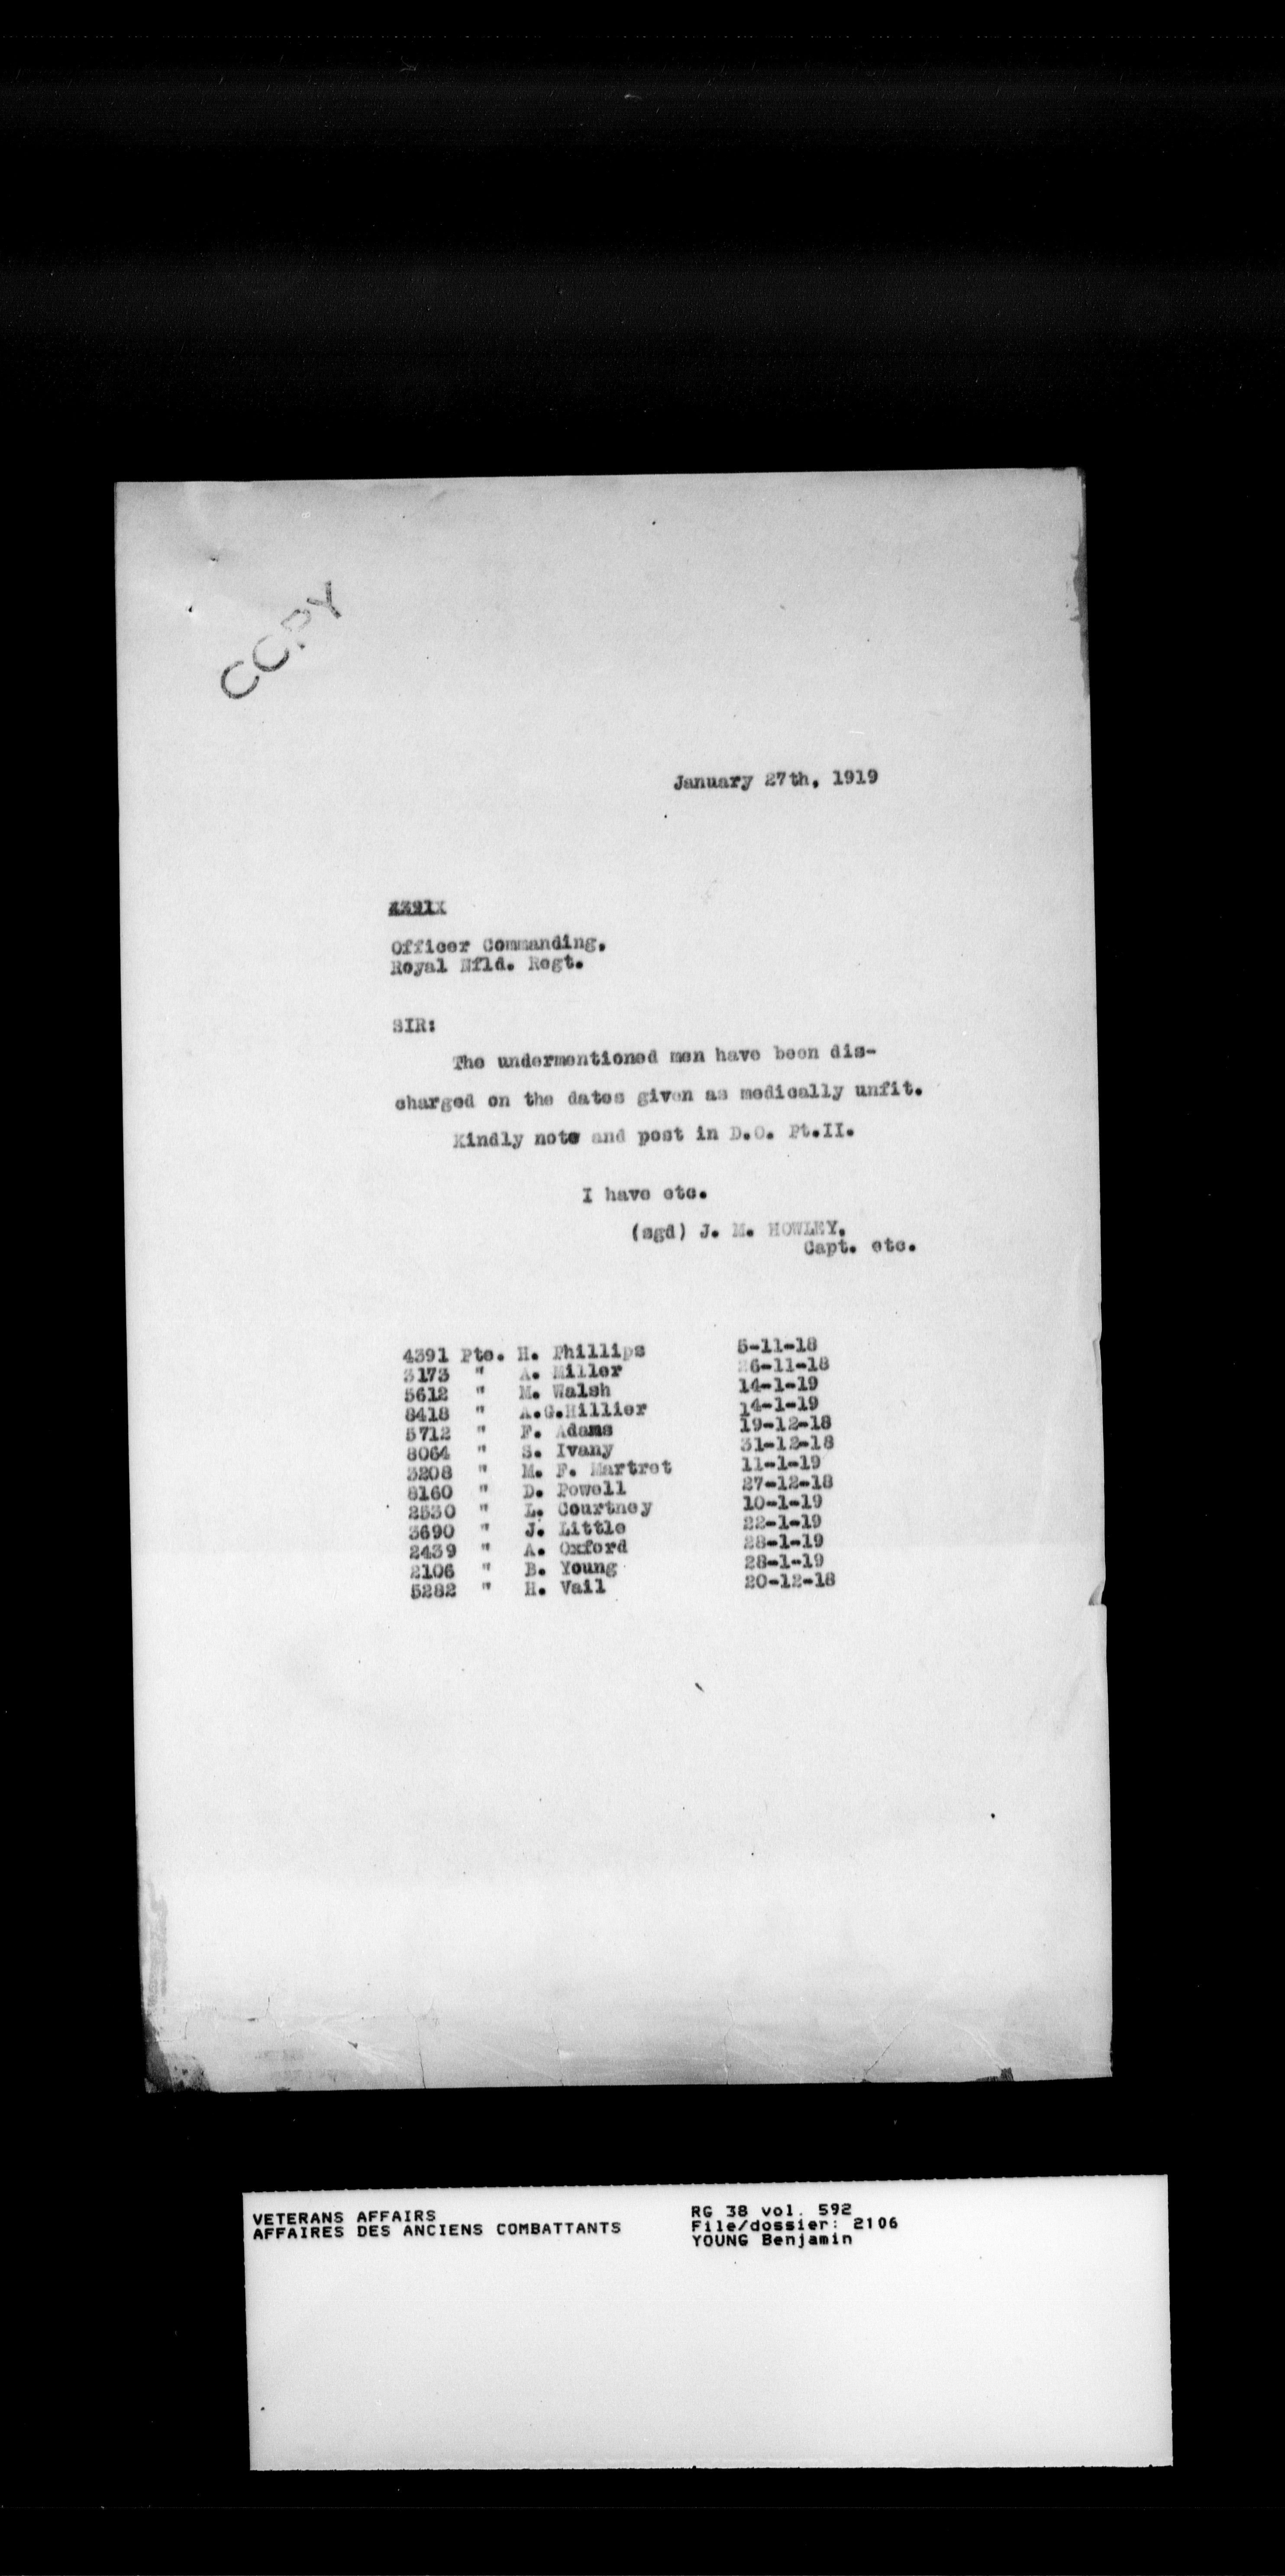 COPY
January 27th, 1919
Officer Commanding,
Royal Nfld. Regt.
SIR:
The undermentioned men have been dis-
charged on the dates given as medically unfit.
Kindly note and post in D.O. Pt.II.
I have etc.
(sgd) J. M. HOWLEY.
Capt. etc.
4391 Pte. H. Phillips 5-11-18
3173 " A. Miller 26-11-18
5612 " M. Walsh 14-1-19
8418 " A.G.Hillier 14-1-19
5712 " F. Adams 19-12-18
8064 " S. Ivany 31-12-18
3208 " M. F. Martret 11-1-19
8160 " D. Powell 27-12-18
2530 " L. Courtney 10-1-19
3690 " J. Little 22-1-19
2439 " A. Oxford 28-1-19
2106 " B. Young 28-1-19
5282 " H. Vail 20-12-18
VETERANS AFFAIRS
AFFAIRES DES ANCIENS COMBATTANTS
RG 38 vol. 592
File/dossier: 2106
YOUNG Benjamin